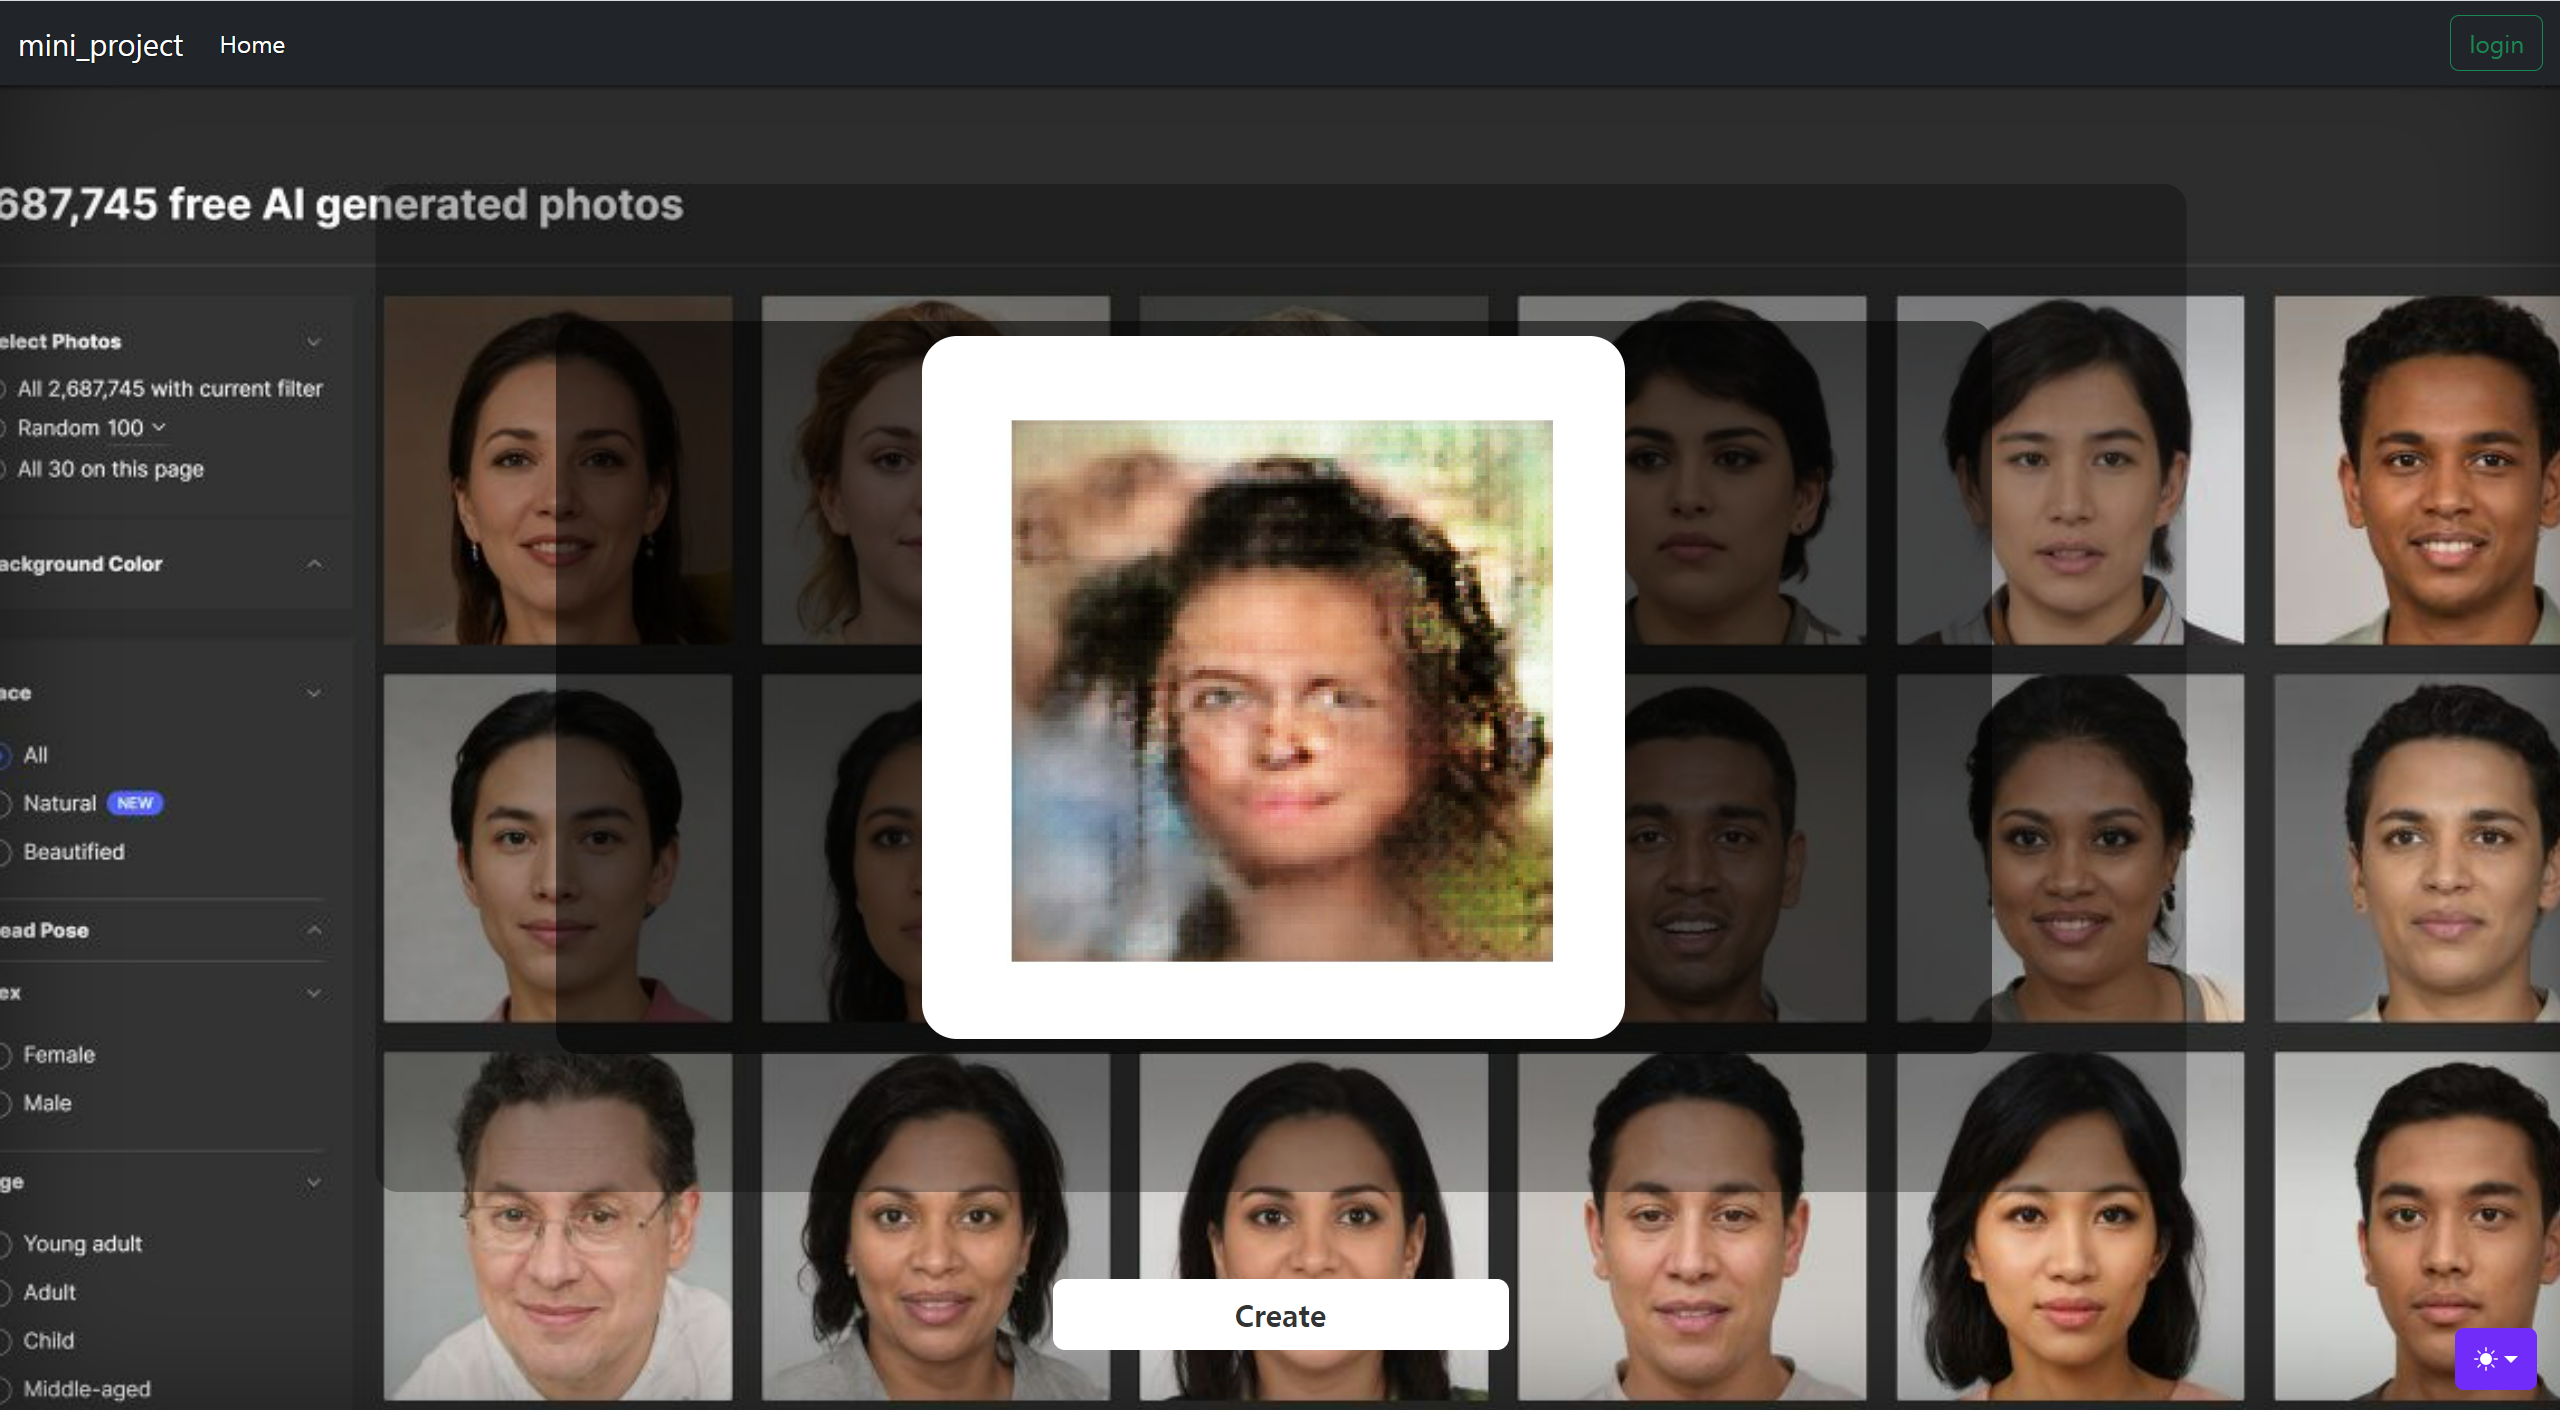 mini_project Home login
687,745 free AI generated photos
elect Photos
All 2,687,745 with current filter
Random 100
All 30 on this page
ackground Color
ace
All
Natural NEW
Beautified
ead Pose
ex
Female
Male
ge
Young adult
Adult
Child
Middle-aged
Create